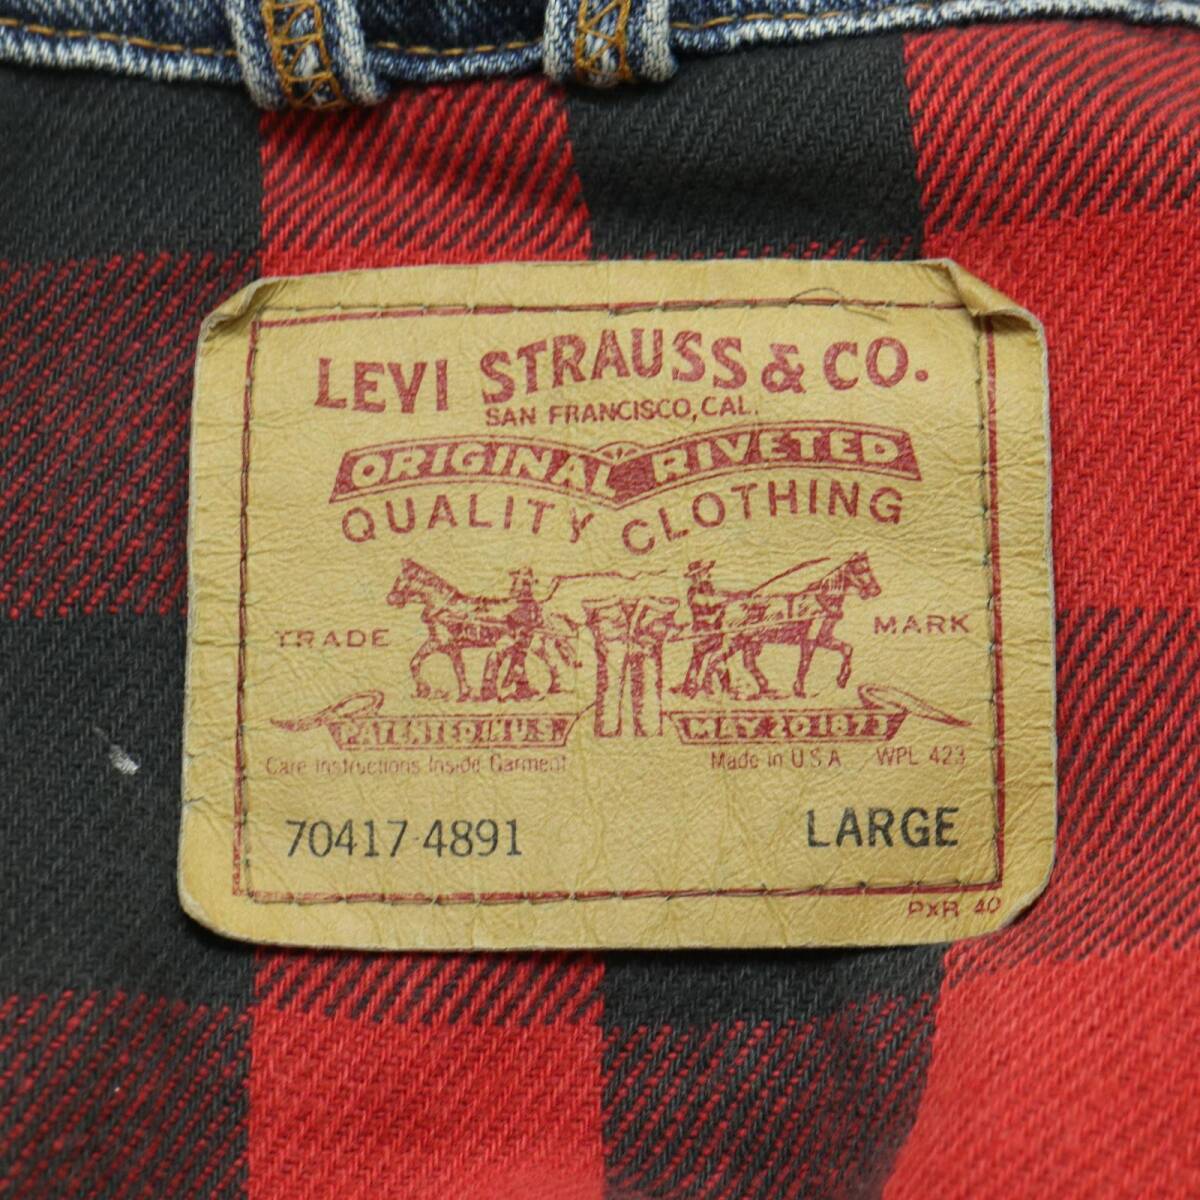 LEVI STRAUSS & CO.
SAN FRANCISCO, CAL.
ORIGINAL RIVETED
QUALITY CLOTHING
TRADE MARK
PATENTED IN U.S. MAY 20 1873
Care Instructions Inside Garment Made in U S A WPL 423
70417-4891 LARGE
PXR 40